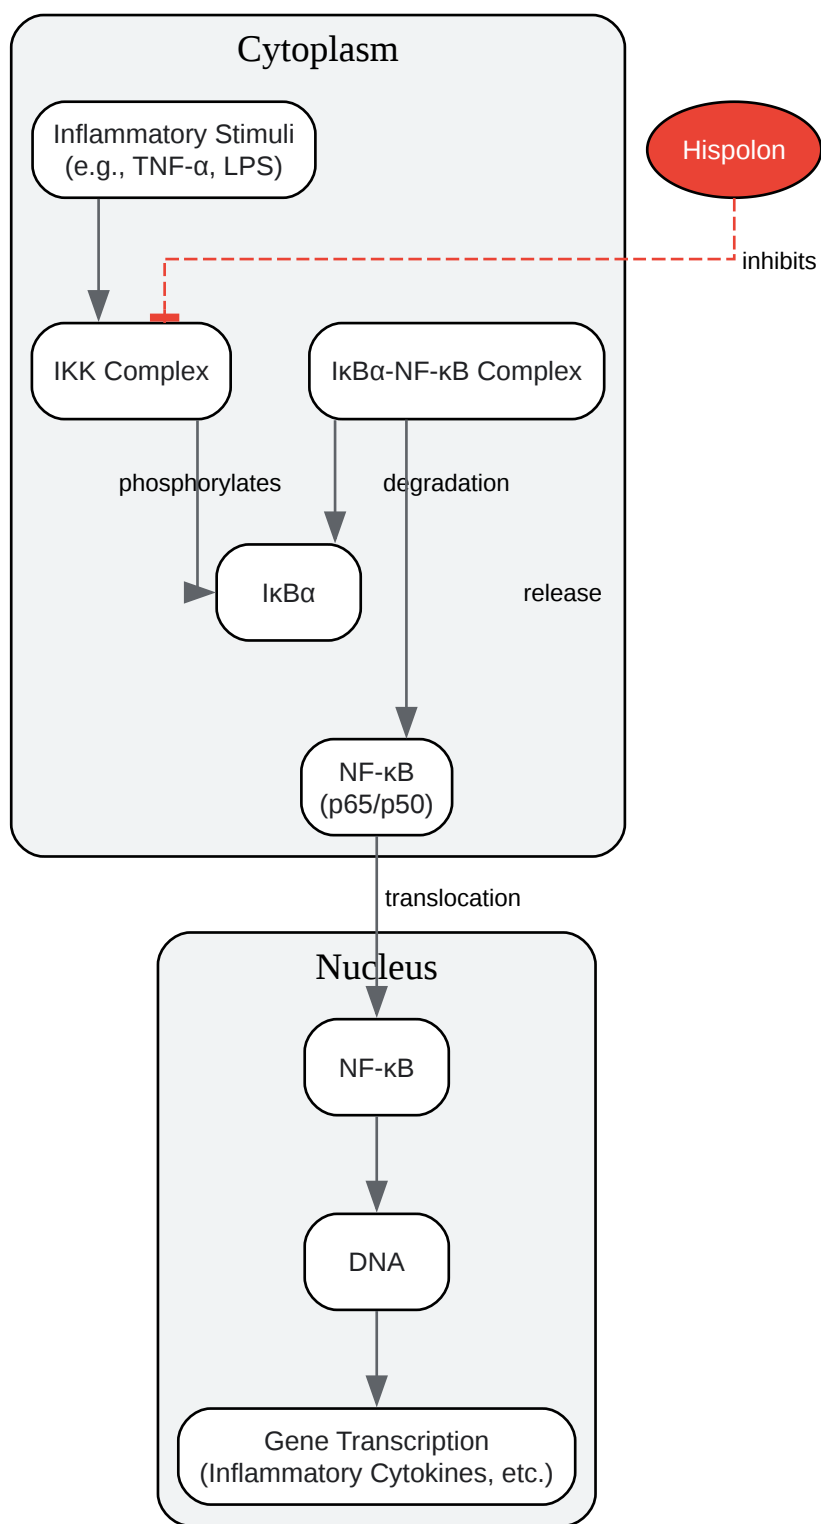 Cytoplasm
Inflammatory Stimuli
(e.g., TNF-α, LPS)
Hispolon
inhibits
IKK Complex
IκBα-NF-κB Complex
phosphorylates
degradation
IκBα
release
NF-κB
(p65/p50)
translocation
Nucleus
NF-κB
DNA
Gene Transcription
(Inflammatory Cytokines, etc.)